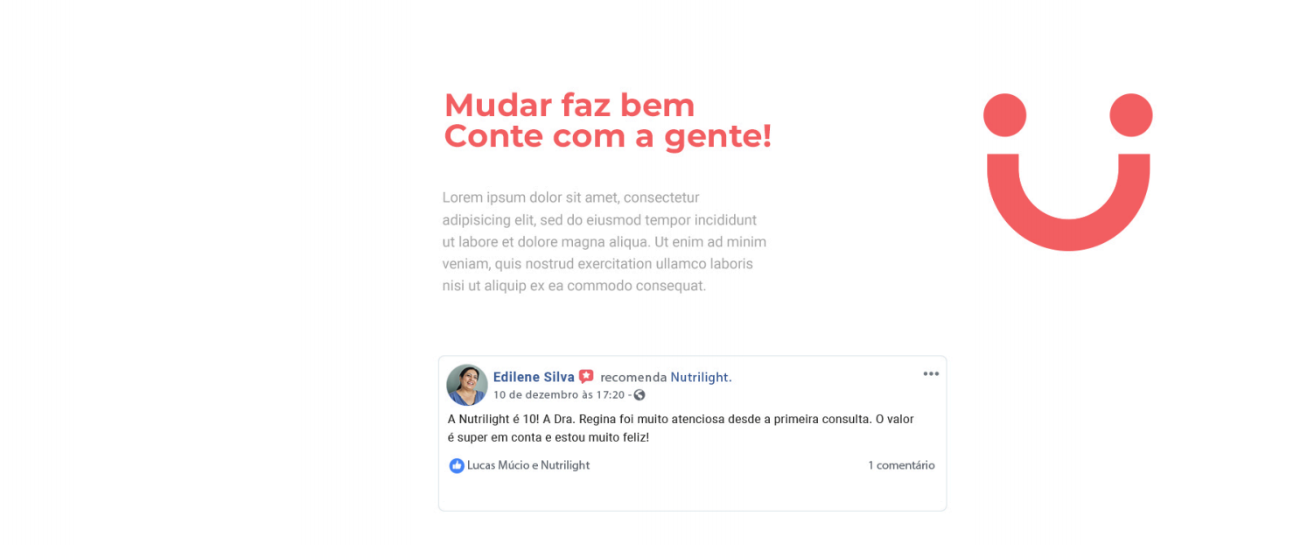 Mudar faz bem
Conte com a gente!
Lorem ipsum dolor sit amet, consectetur
adipisicing elit, sed do eiusmod tempor incididunt
ut labore et dolore magna aliqua. Ut enim ad minim
veniam, quis nostrud exercitation ullamco laboris
nisi ut aliquip ex ea commodo consequat.
Edilene Silva recomenda Nutrilight.
10 de dezembro às 17:20 -
A Nutrilight é 10! A Dra. Regina foi muito atenciosa desde a primeira consulta. O valor
é super em conta e estou muito feliz!
Lucas Múcio e Nutrilight 1 comentário